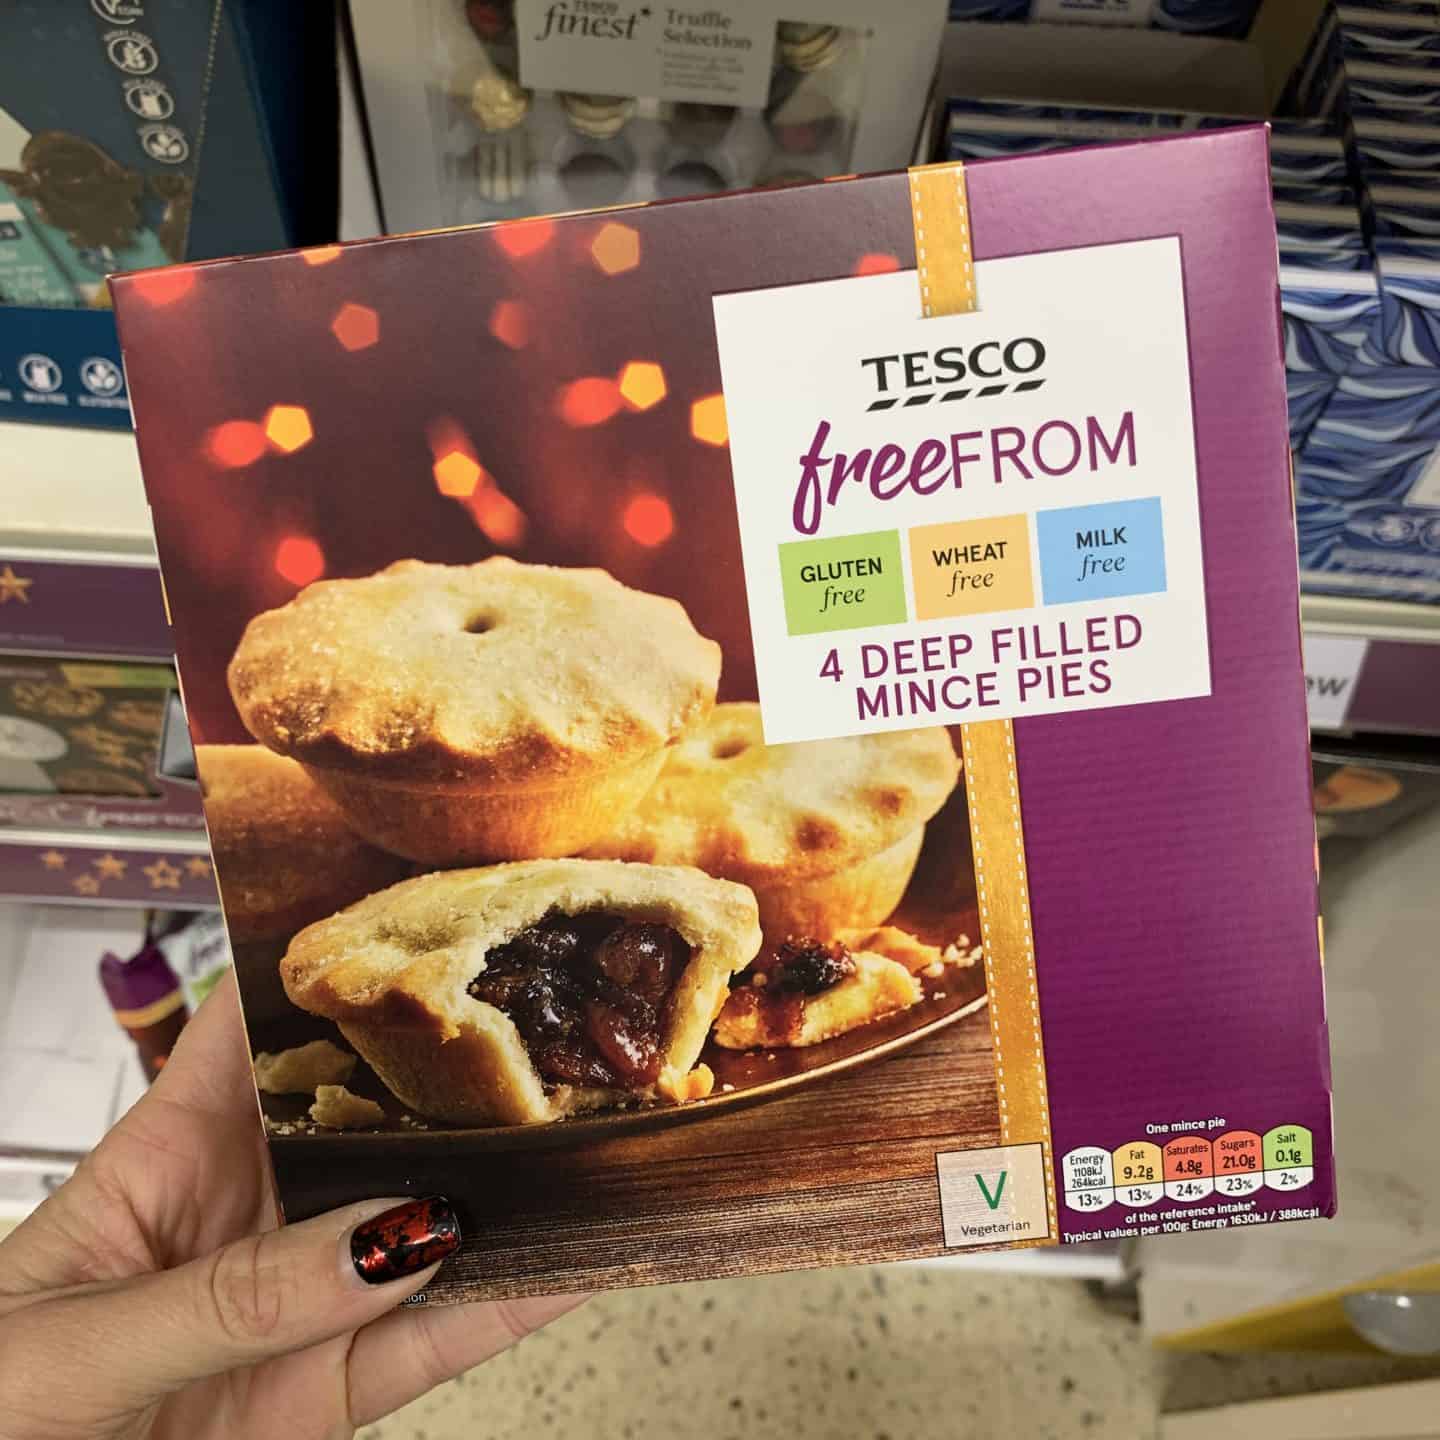 finest*
Truffle
Selection
TESCO
freeFROM
GLUTEN
free
WHEAT
free
MILK
free
4 DEEP FILLED
MINCE PIES
V
Vegetarian
One mince pie
Energy
1108kJ
264kcal
13%
Fat
9.2g
13%
Saturates
4.8g
24%
Sugars
21.0g
23%
Salt
0.1g
2%
of the reference intake*
Typical values per 100g: Energy 1630kJ / 388kcal